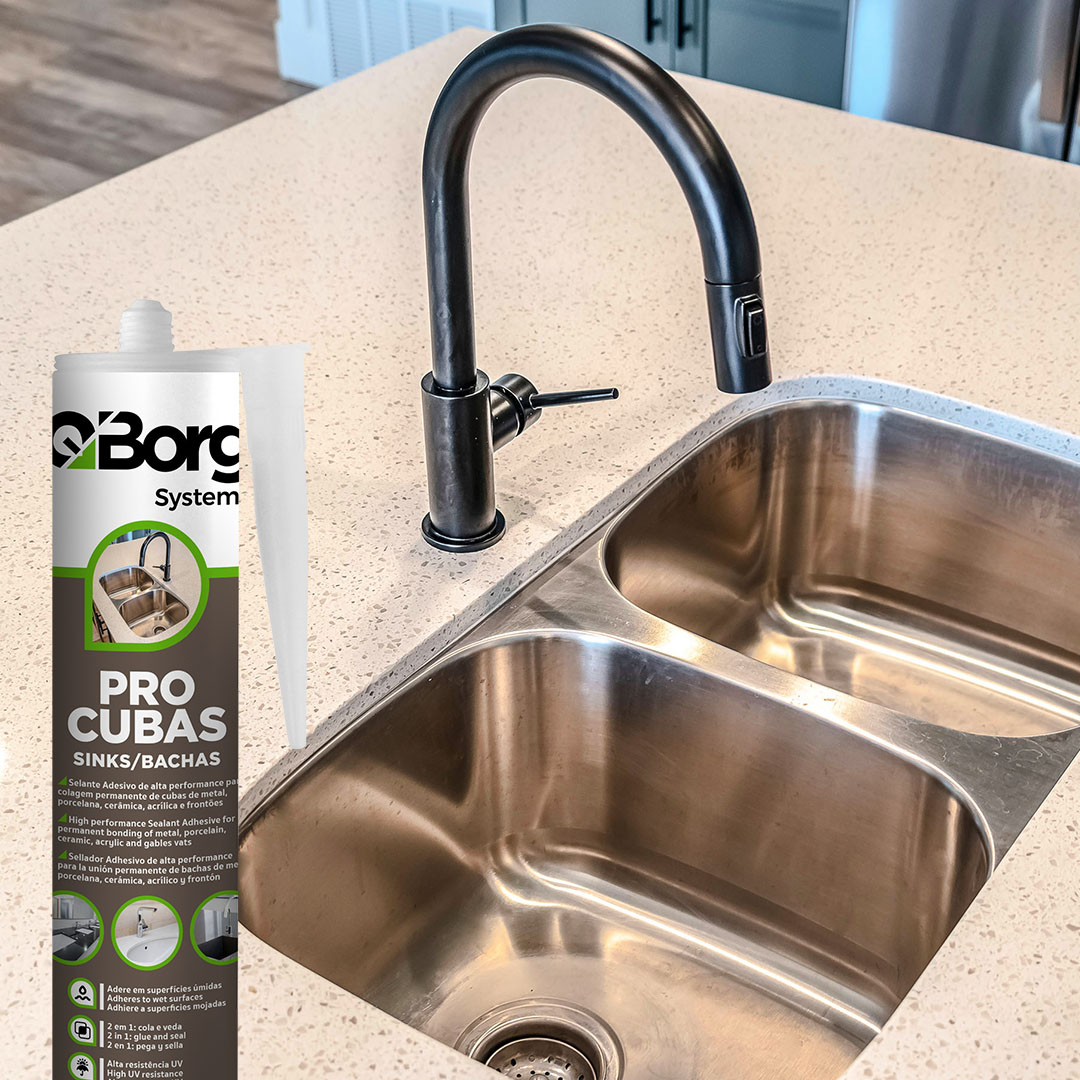 Borg
System
PRO
CUBAS
SINKS/BACHAS
Selante Adesivo de alta performance
colagem permanente de cubas de metal,
porcelana, cerâmica, acrílica e frontões
High performance Sealant Adhesive for
permanent bonding of metal, porcelain,
ceramic, acrylic and gables vats
Sellador Adhesivo de alta performance
para la unión permanente de bachas de
porcelana, cerámica, acrílico y frontón
Adere em superfícies úmidas
Adheres to wet surfaces
Adhiere a superficies mojadas
2 em 1: cola e veda
2 in 1: glue and seal
2 en 1: pega y sella
Alta resistência UV
High UV resistance